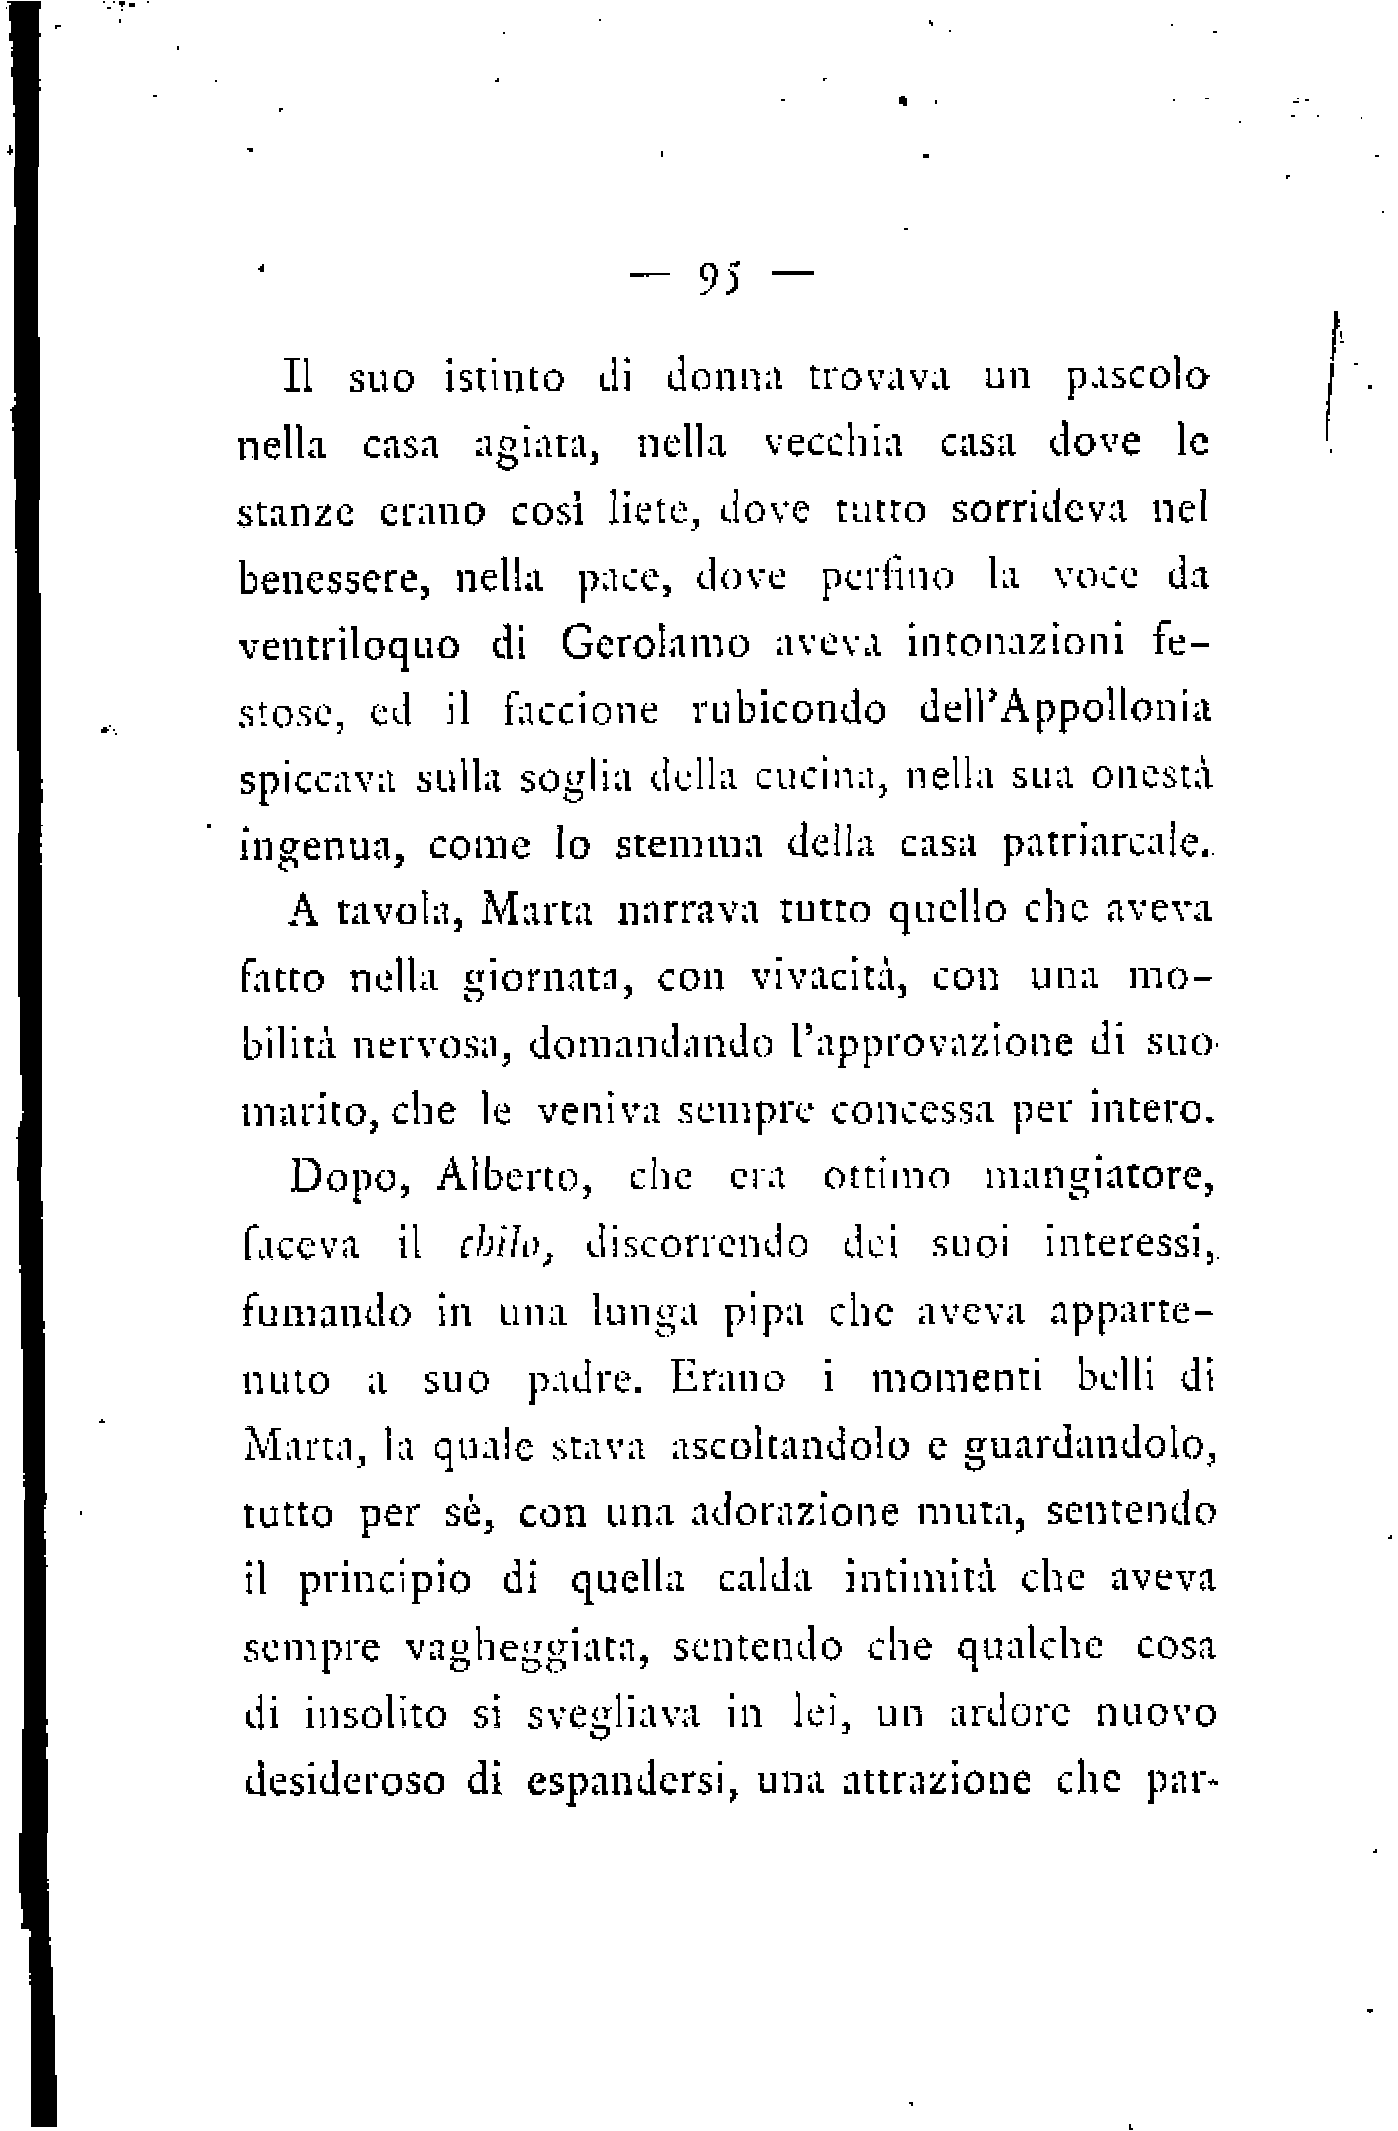 — 95 —
Il suo istinto di donna trovava un pascolo
nella casa agiata, nella vecchia casa dove le
stanze erano così liete, dove tutto sorrideva nel
benessere, nella pace, dove perfino la voce da
ventriloquo di Gerolamo aveva intonazioni fe-
stose, ed il faccione rubicondo dell'Appollonia
spiccava sulla soglia della cucina, nella sua onestà
ingenua, come lo stemma della casa patriarcale.
A tavola, Marta narrava tutto quello che aveva
fatto nella giornata, con vivacità, con una mo-
bilità nervosa, domandando l'approvazione di suo
marito, che le veniva sempre concessa per intero.
Dopo, Alberto, che era ottimo mangiatore,
faceva il chilo, discorrendo dei suoi interessi,
fumando in una lunga pipa che aveva apparte-
nuto a suo padre. Erano i momenti belli di
Marta, la quale stava ascoltandolo e guardandolo,
tutto per sè, con una adorazione muta, sentendo
il principio di quella calda intimità che aveva
sempre vagheggiata, sentendo che qualche cosa
di insolito si svegliava in lei, un ardore nuovo
desideroso di espandersi, una attrazione che par-